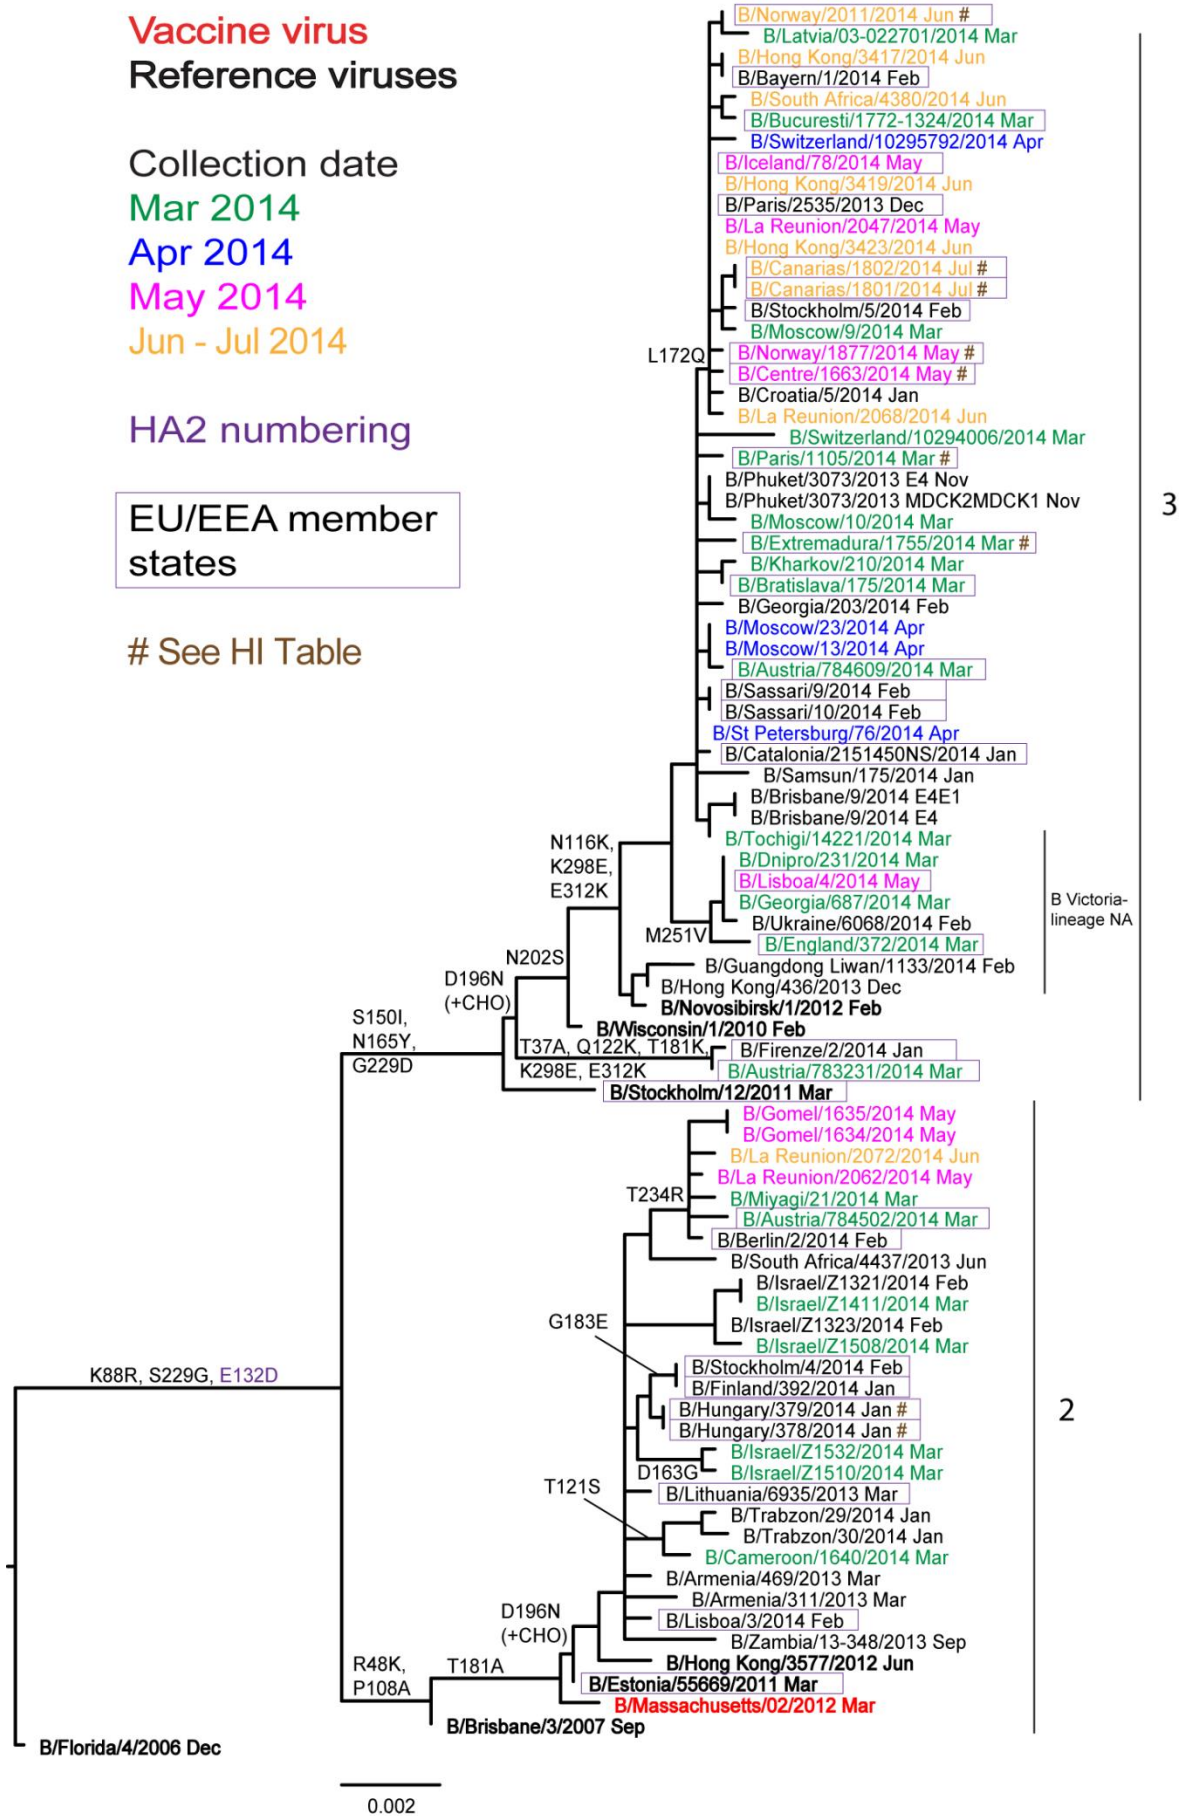 Vaccine virus
Reference viruses
Collection date
Mar 2014
Apr 2014
May 2014
Jun - Jul 2014
HA2 numbering
EU/EEA member
states
# See HI Table
B/Norway/2011/2014 Jun #
B/Latvia/03-022701/2014 Mar
B/Hong Kong/3417/2014 Jun
B/Bayern/1/2014 Feb
B/South Africa/4380/2014 Jun
B/Bucuresti/1772-1324/2014 Mar
B/Switzerland/10295792/2014 Apr
B/Iceland/78/2014 May
B/Hong Kong/3419/2014 Jun
B/Paris/2535/2013 Dec
B/La Reunion/2047/2014 May
B/Hong Kong/3423/2014 Jun
B/Canarias/1802/2014 Jul #
B/Canarias/1801/2014 Jul #
B/Stockholm/5/2014 Feb
B/Moscow/9/2014 Mar
L172Q
B/Norway/1877/2014 May #
B/Centre/1663/2014 May #
B/Croatia/5/2014 Jan
B/La Reunion/2068/2014 Jun
B/Switzerland/10294006/2014 Mar
B/Paris/1105/2014 Mar #
B/Phuket/3073/2013 E4 Nov
B/Phuket/3073/2013 MDCK2MDCK1 Nov
3
B/Moscow/10/2014 Mar
B/Extremadura/1755/2014 Mar #
B/Kharkov/210/2014 Mar
B/Bratislava/175/2014 Mar
B/Georgia/203/2014 Feb
B/Moscow/23/2014 Apr
B/Moscow/13/2014 Apr
B/Austria/784609/2014 Mar
B/Sassari/9/2014 Feb
B/Sassari/10/2014 Feb
B/St Petersburg/76/2014 Apr
B/Catalonia/2151450NS/2014 Jan
B/Samsun/175/2014 Jan
B/Brisbane/9/2014 E4E1
B/Brisbane/9/2014 E4
B/Tochigi/14221/2014 Mar
N116K,
K298E,
E312K
B/Dnipro/231/2014 Mar
B/Lisboa/4/2014 May
B/Georgia/687/2014 Mar
B Victoria-
lineage NA
B/Ukraine/6068/2014 Feb
M251V
B/England/372/2014 Mar
N202S
B/Guangdong Liwan/1133/2014 Feb
D196N
(+CHO)
B/Hong Kong/436/2013 Dec
B/Novosibirsk/1/2012 Feb
B/Wisconsin/1/2010 Feb
S150I,
N165Y,
G229D
T37A, Q122K, T181K,
K298E, E312K
B/Firenze/2/2014 Jan
B/Austria/783231/2014 Mar
B/Stockholm/12/2011 Mar
B/Gomel/1635/2014 May
B/Gomel/1634/2014 May
B/La Reunion/2072/2014 Jun
B/La Reunion/2062/2014 May
T234R
B/Miyagi/21/2014 Mar
B/Austria/784502/2014 Mar
B/Berlin/2/2014 Feb
B/South Africa/4437/2013 Jun
B/Israel/Z1321/2014 Feb
B/Israel/Z1411/2014 Mar
G183E
B/Israel/Z1323/2014 Feb
B/Israel/Z1508/2014 Mar
B/Stockholm/4/2014 Feb
B/Finland/392/2014 Jan
K88R, S229G, E132D
B/Hungary/379/2014 Jan #
2
B/Hungary/378/2014 Jan #
B/Israel/Z1532/2014 Mar
D163G
B/Israel/Z1510/2014 Mar
T121S
B/Lithuania/6935/2013 Mar
B/Trabzon/29/2014 Jan
B/Trabzon/30/2014 Jan
B/Cameroon/1640/2014 Mar
B/Armenia/469/2013 Mar
B/Armenia/311/2013 Mar
D196N
(+CHO)
B/Lisboa/3/2014 Feb
B/Zambia/13-348/2013 Sep
R48K,
P108A
T181A
B/Hong Kong/3577/2012 Jun
B/Estonia/55669/2011 Mar
B/Massachusetts/02/2012 Mar
B/Brisbane/3/2007 Sep
B/Florida/4/2006 Dec
0.002